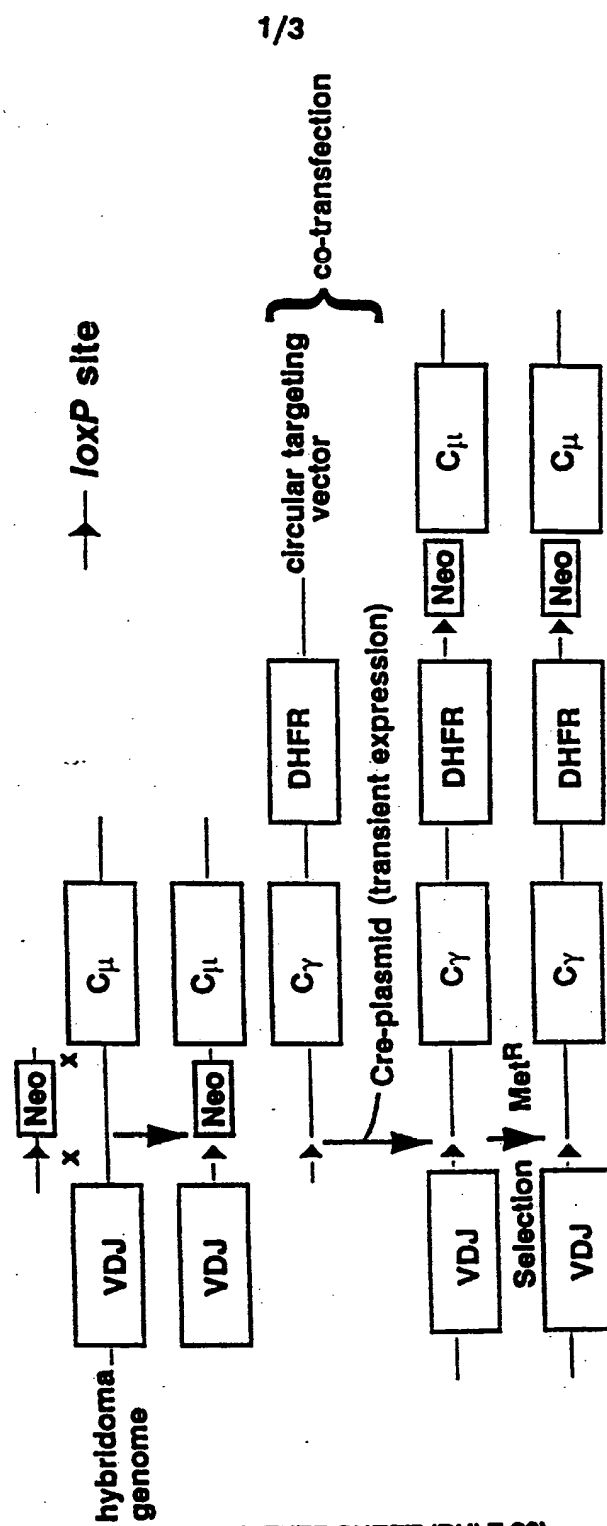 1/3
loxP site
Neo
x x
hybridoma
genome
VDJ
Cμ
VDJ
Neo
Cμ
Cγ
DHFR
circular targeting
vector
co-transfection
Cre-plasmid (transient expression)
VDJ
Cγ
DHFR
Neo
Cμ
Selection
MetR
VDJ
Cγ
DHFR
Neo
Cμ